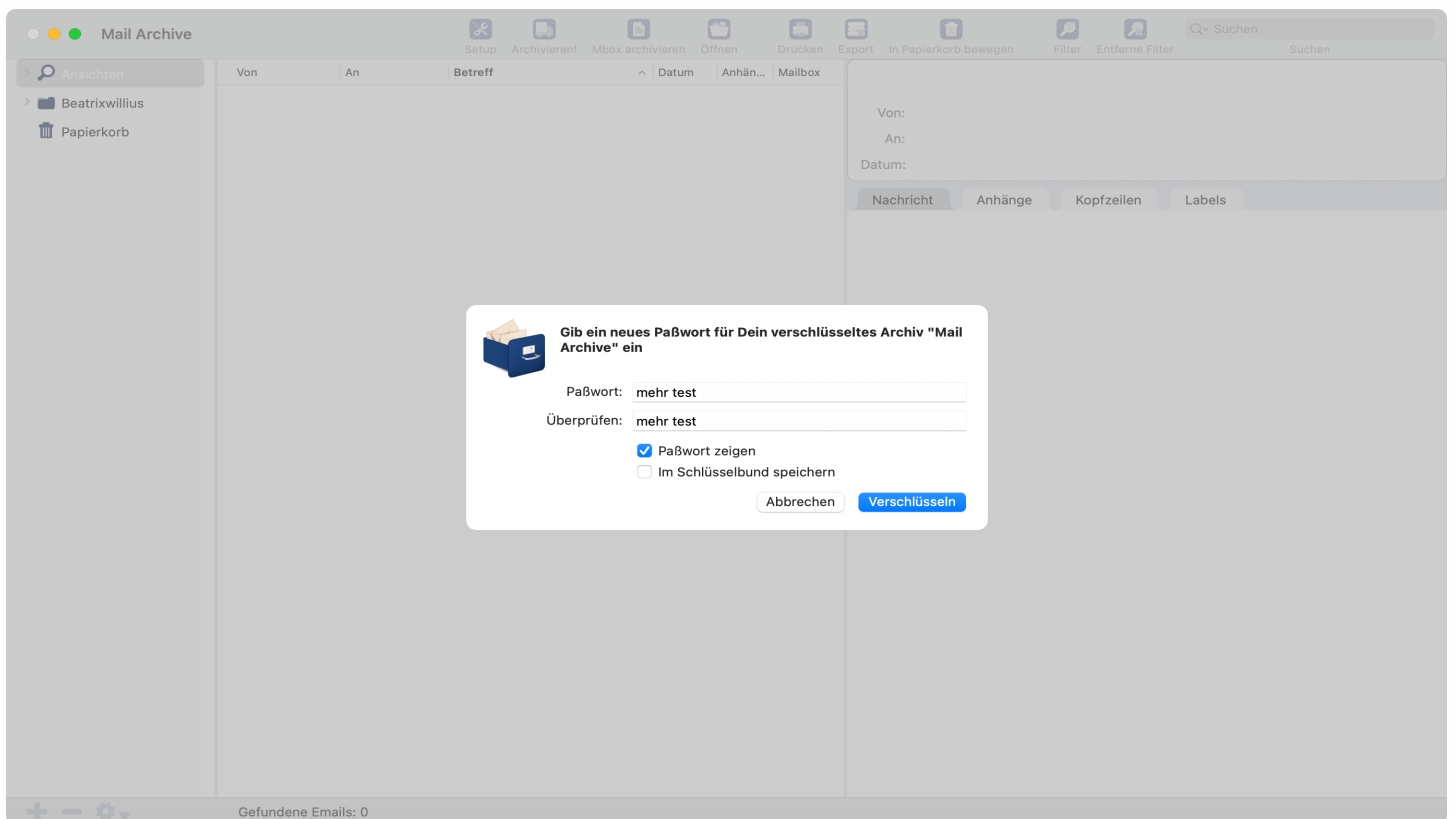 Mail Archive
Setup Archivieren! Mbox archivieren Öffnen Drucken Export In Papierkorb bewegen Filter Entferne Filter Suchen
Suchen
Ansichten
Beatrixwillius
Papierkorb
Von An Betreff Datum Anhän... Mailbox
Von:
An:
Datum:
Nachricht Anhänge Kopfzeilen Labels
Gib ein neues Paßwort für Dein verschlüsseltes Archiv "Mail
Archive" ein
Paßwort: mehr test
Überprüfen: mehr test
Paßwort zeigen
Im Schlüsselbund speichern
Abbrechen Verschlüsseln
Gefundene Emails: 0